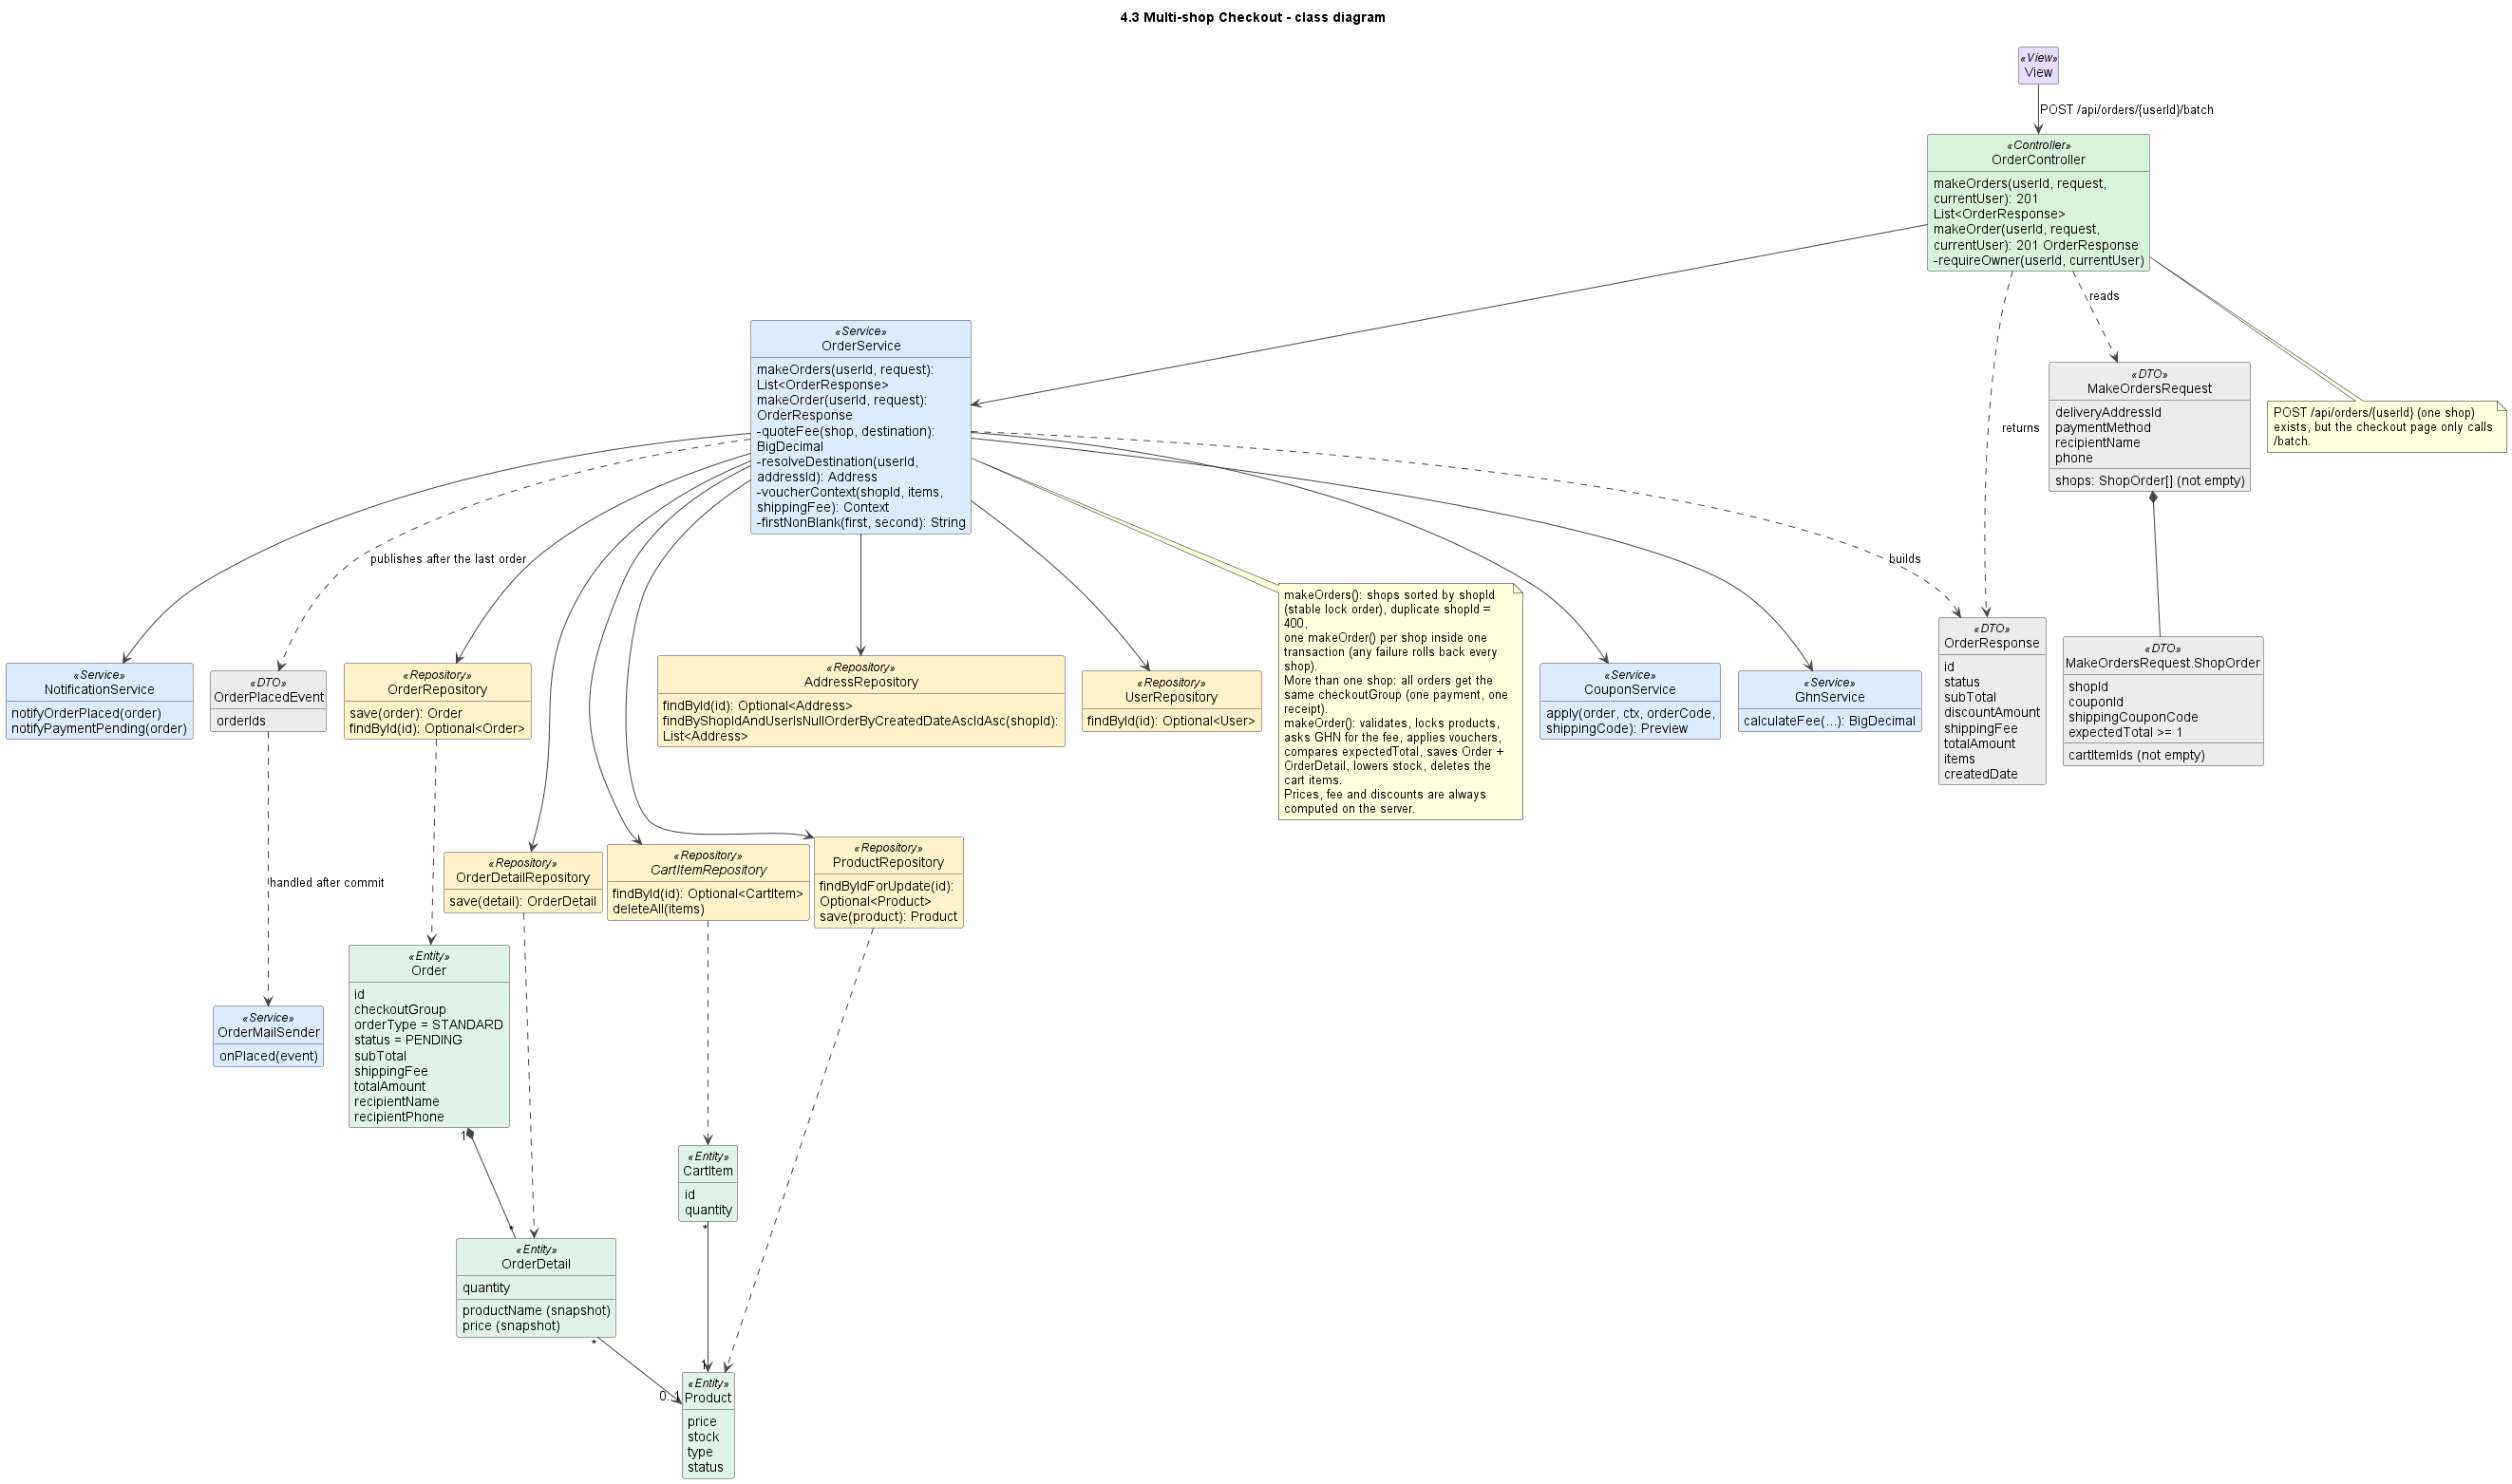 4.3 Multi-shop Checkout - class diagram
«View»
View
POST /api/orders/{userId}/batch
«Controller»
OrderController
makeOrders(userId, request,
currentUser): 201
List<OrderResponse>
makeOrder(userId, request,
currentUser): 201 OrderResponse
-requireOwner(userId, currentUser)
reads
returns
«Service»
OrderService
makeOrders(userId, request):
List<OrderResponse>
makeOrder(userId, request):
OrderResponse
-quoteFee(shop, destination):
BigDecimal
-resolveDestination(userId,
addressId): Address
-voucherContext(shopId, items,
shippingFee): Context
-firstNonBlank(first, second): String
«DTO»
MakeOrdersRequest
deliveryAddressId
paymentMethod
recipientName
phone
shops: ShopOrder[] (not empty)
POST /api/orders/{userId} (one shop)
exists, but the checkout page only calls
/batch.
publishes after the last order
builds
«Service»
NotificationService
notifyOrderPlaced(order)
notifyPaymentPending(order)
«DTO»
OrderPlacedEvent
orderIds
«Repository»
OrderRepository
save(order): Order
findById(id): Optional<Order>
«Repository»
AddressRepository
findById(id): Optional<Address>
findByShopIdAndUserIsNullOrderByCreatedDateAscIdAsc(shopId):
List<Address>
«Repository»
UserRepository
findById(id): Optional<User>
makeOrders(): shops sorted by shopId
(stable lock order), duplicate shopId =
400,
one makeOrder() per shop inside one
transaction (any failure rolls back every
shop).
More than one shop: all orders get the
same checkoutGroup (one payment, one
receipt).
makeOrder(): validates, locks products,
asks GHN for the fee, applies vouchers,
compares expectedTotal, saves Order +
OrderDetail, lowers stock, deletes the
cart items.
Prices, fee and discounts are always
computed on the server.
«Service»
CouponService
apply(order, ctx, orderCode,
shippingCode): Preview
«Service»
GhnService
calculateFee(...): BigDecimal
«DTO»
OrderResponse
id
status
subTotal
discountAmount
shippingFee
totalAmount
items
createdDate
«DTO»
MakeOrdersRequest.ShopOrder
shopId
couponId
shippingCouponCode
expectedTotal >= 1
cartItemIds (not empty)
handled after commit
«Repository»
OrderDetailRepository
save(detail): OrderDetail
«Repository»
CartItemRepository
findById(id): Optional<CartItem>
deleteAll(items)
«Repository»
ProductRepository
findByIdForUpdate(id):
Optional<Product>
save(product): Product
«Service»
OrderMailSender
onPlaced(event)
«Entity»
Order
id
checkoutGroup
orderType = STANDARD
status = PENDING
subTotal
shippingFee
totalAmount
recipientName
recipientPhone
1
*
«Entity»
CartItem
id
quantity
*
1
«Entity»
OrderDetail
quantity
productName (snapshot)
price (snapshot)
*
0..1
«Entity»
Product
price
stock
type
status